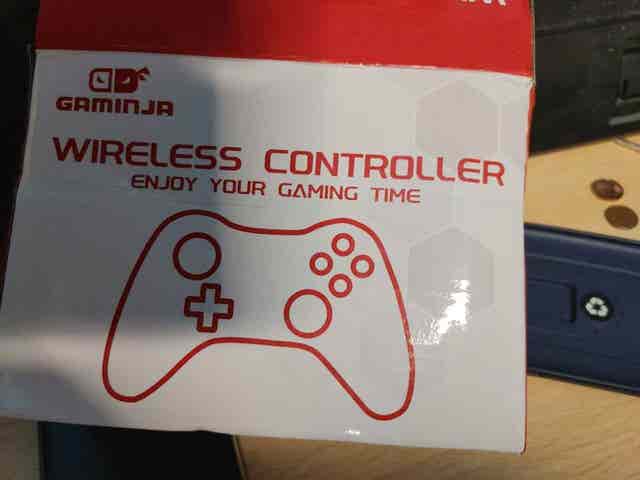 GAMINJA
WIRELESS CONTROLLER
ENJOY YOUR GAMING TIME